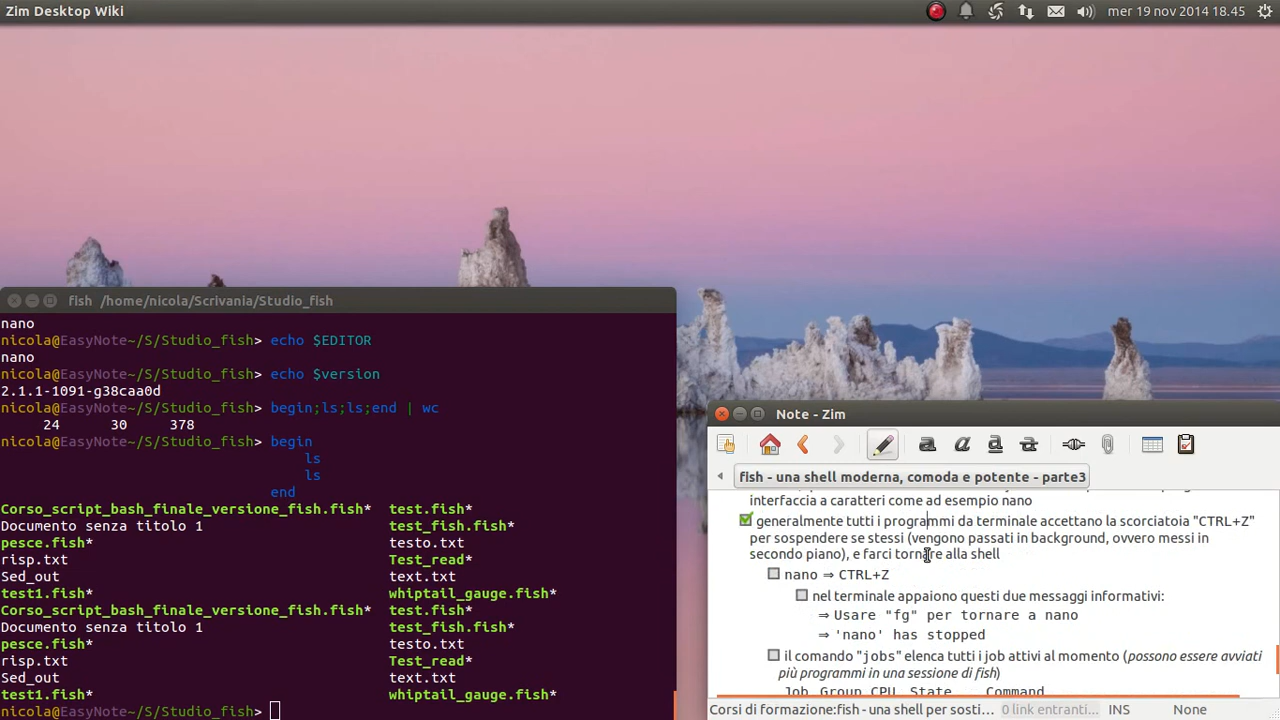 Zim Desktop Wiki
mer 19 nov 2014 18.45
fish /home/nicola/Scrivania/Studio_fish
nano
nicola@EasyNote~/S/Studio_fish> echo $EDITOR
nano
nicola@EasyNote~/S/Studio_fish> echo $version
2.1.1-1091-g38caa0d
nicola@EasyNote~/S/Studio_fish> begin;ls;ls;end | wc
24 30 378
nicola@EasyNote~/S/Studio_fish> begin
ls
ls
end
Corso_script_bash_finale_versione_fish.fish* test.fish*
Documento senza titolo 1 test_fish.fish*
pesce.fish* testo.txt
risp.txt Test_read*
Sed_out text.txt
test1.fish* whiptail_gauge.fish*
Corso_script_bash_finale_versione_fish.fish* test.fish*
Documento senza titolo 1 test_fish.fish*
pesce.fish* testo.txt
risp.txt Test_read*
Sed_out text.txt
test1.fish* whiptail_gauge.fish*
nicola@EasyNote~/S/Studio_fish>
Note - Zim
fish - una shell moderna, comoda e potente - parte3
interfaccia a caratteri come ad esempio nano
generalmente tutti i programmi da terminale accettano la scorciatoia "CTRL+Z"
per sospendere se stessi (vengono passati in background, ovvero messi in
secondo piano), e farci tornare alla shell
nano ⇒ CTRL+Z
nel terminale appaiono questi due messaggi informativi:
⇒ Usare "fg" per tornare a nano
⇒ 'nano' has stopped
il comando "jobs" elenca tutti i job attivi al momento (possono essere avviati
più programmi in una sessione di fish)
Job Group CPU State Command
Corsi di formazione:fish - una shell per sosti... 0 link entranti... INS None